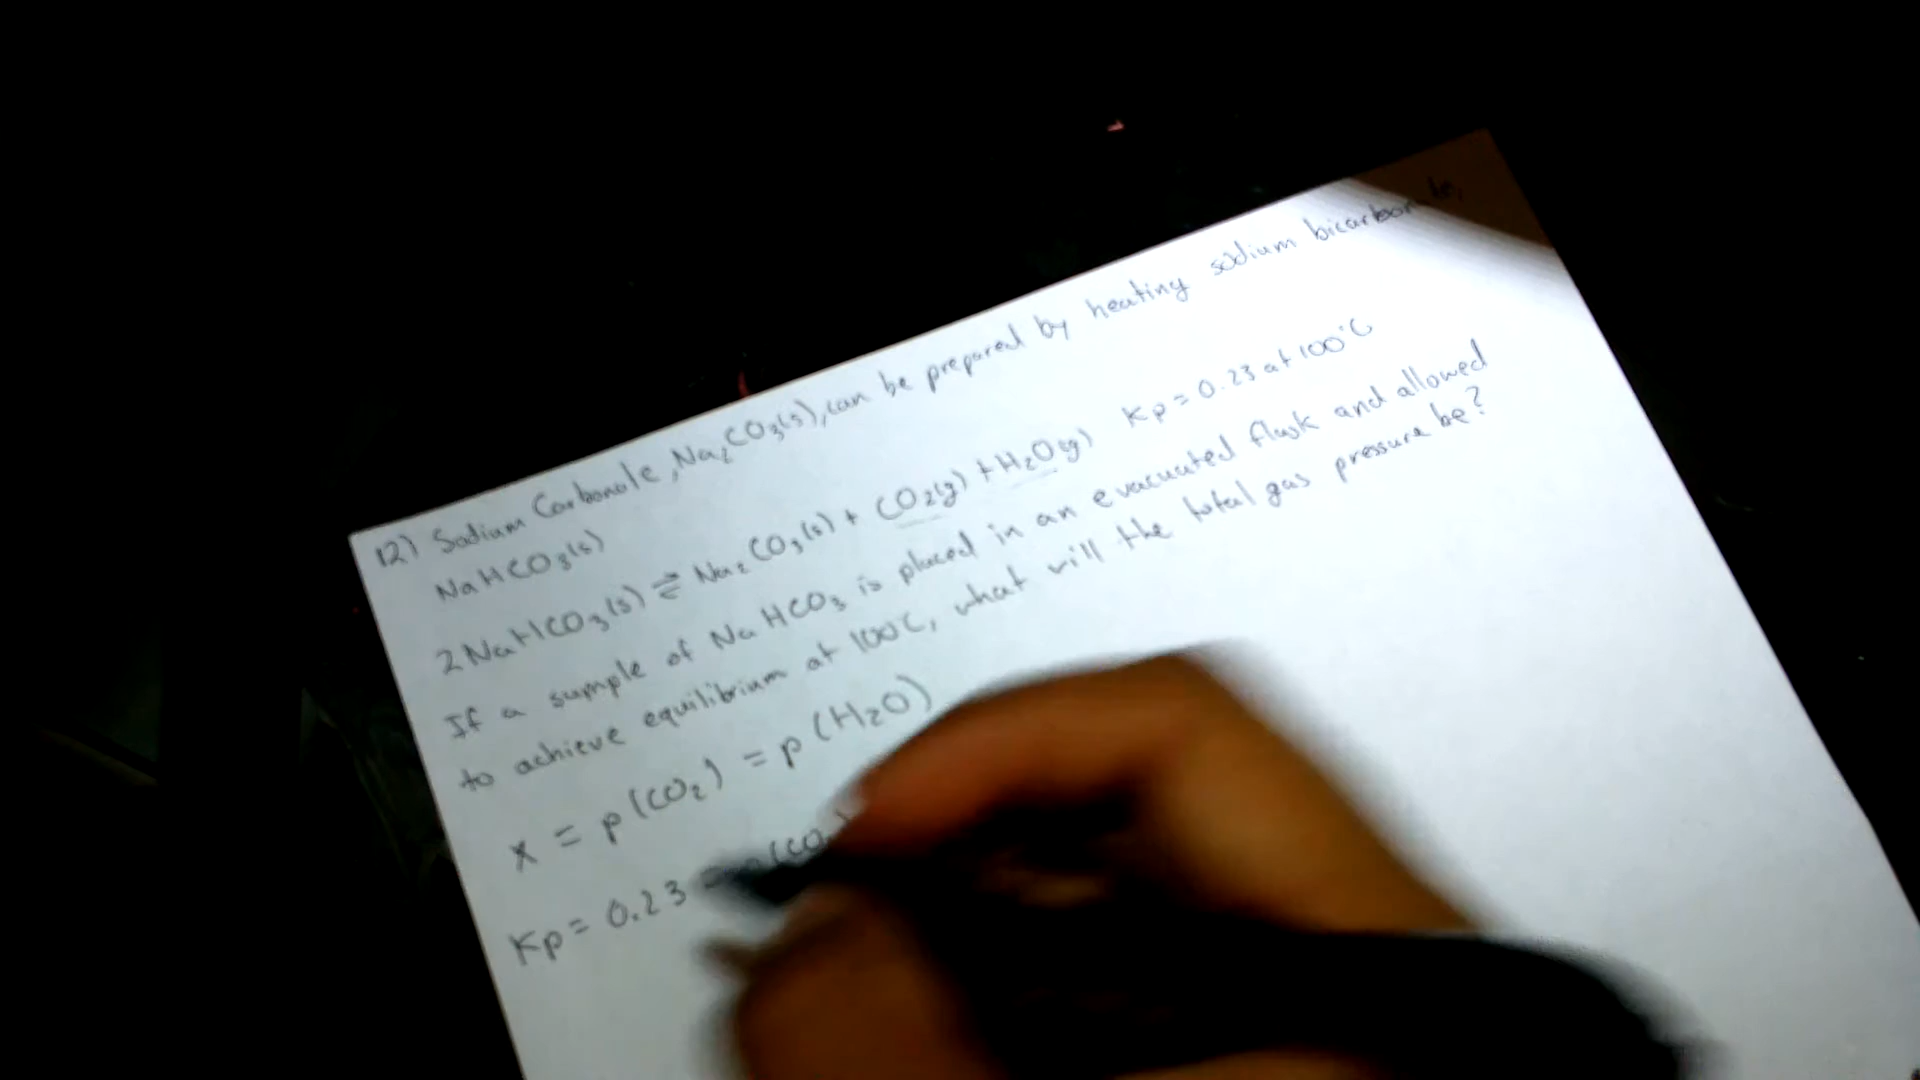 12) Sodium Carbonate, Na₂CO₃(s), can be prepared by heating sodium bicarbonate,
NaHCO₃(s)
2NaHCO₃(s) ⇌ Na₂CO₃(s) + CO₂(g) + H₂O(g) Kp = 0.23 at 100°C
If a sample of NaHCO₃ is placed in an evacuated flask and allowed
to achieve equilibrium at 100°C, what will the total gas pressure be?
x = p(CO₂) = p(H₂O)
Kp = 0.23